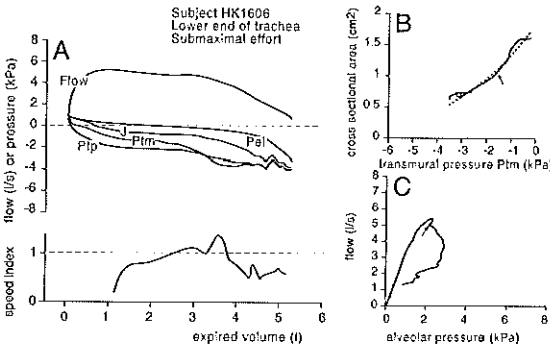 Subject HK1606
Lower end of trachea
Submaximal effort
A
flow (l/s) or pressure (kPa)
8
6
4
2
0
-2
-4
-6
-8
Flow
J
Ptm
Ptp
Pel
speed index
1
0
0 1 2 3 4 5 6
expired volume (l)
B
cross sectional area (cm2)
2
1.5
1
0.5
0
-6 -5 -4 -3 -2 -1 0
transmural pressure Ptm (kPa)
C
flow (l/s)
8
7
6
5
4
3
2
1
0
0 2 4 6 8
alveolar pressure (kPa)